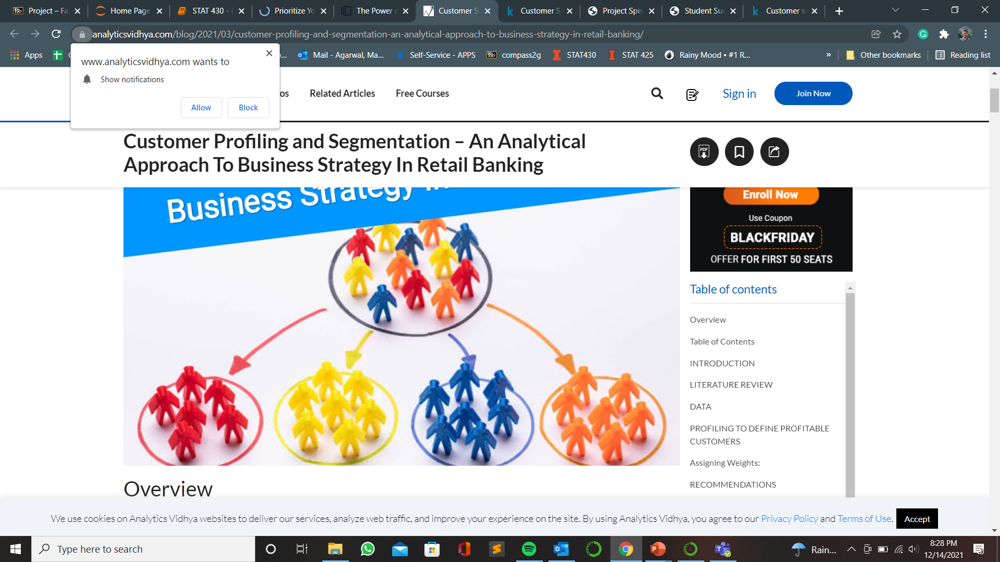 Project – Fa
Home Page
STAT 430 -
Prioritize Yo
The Power
Customer S
Customer S
Project Spe
Student Sur
Customer s
analyticsvidhya.com/blog/2021/03/customer-profiling-and-segmentation-an-analytical-approach-to-business-strategy-in-retail-banking/
Apps
Mail - Agarwal, Ma...
Self-Service - APPS
Bb compass2g
STAT430
STAT 425
Rainy Mood • #1 R...
»
Other bookmarks
Reading list
www.analyticsvidhya.com wants to
Show notifications
Allow
Block
os
Related Articles
Free Courses
Sign in
Join Now
Customer Profiling and Segmentation – An Analytical
Approach To Business Strategy In Retail Banking
PDF
Business Strategy
Enroll Now
Use Coupon
BLACKFRIDAY
OFFER FOR FIRST 50 SEATS
Table of contents
Overview
Table of Contents
INTRODUCTION
LITERATURE REVIEW
DATA
PROFILING TO DEFINE PROFITABLE
CUSTOMERS
Assigning Weights:
RECOMMENDATIONS
Overview
We use cookies on Analytics Vidhya websites to deliver our services, analyze web traffic, and improve your experience on the site. By using Analytics Vidhya, you agree to our Privacy Policy and Terms of Use.
Accept
Type here to search
Rain...
8:28 PM
12/14/2021